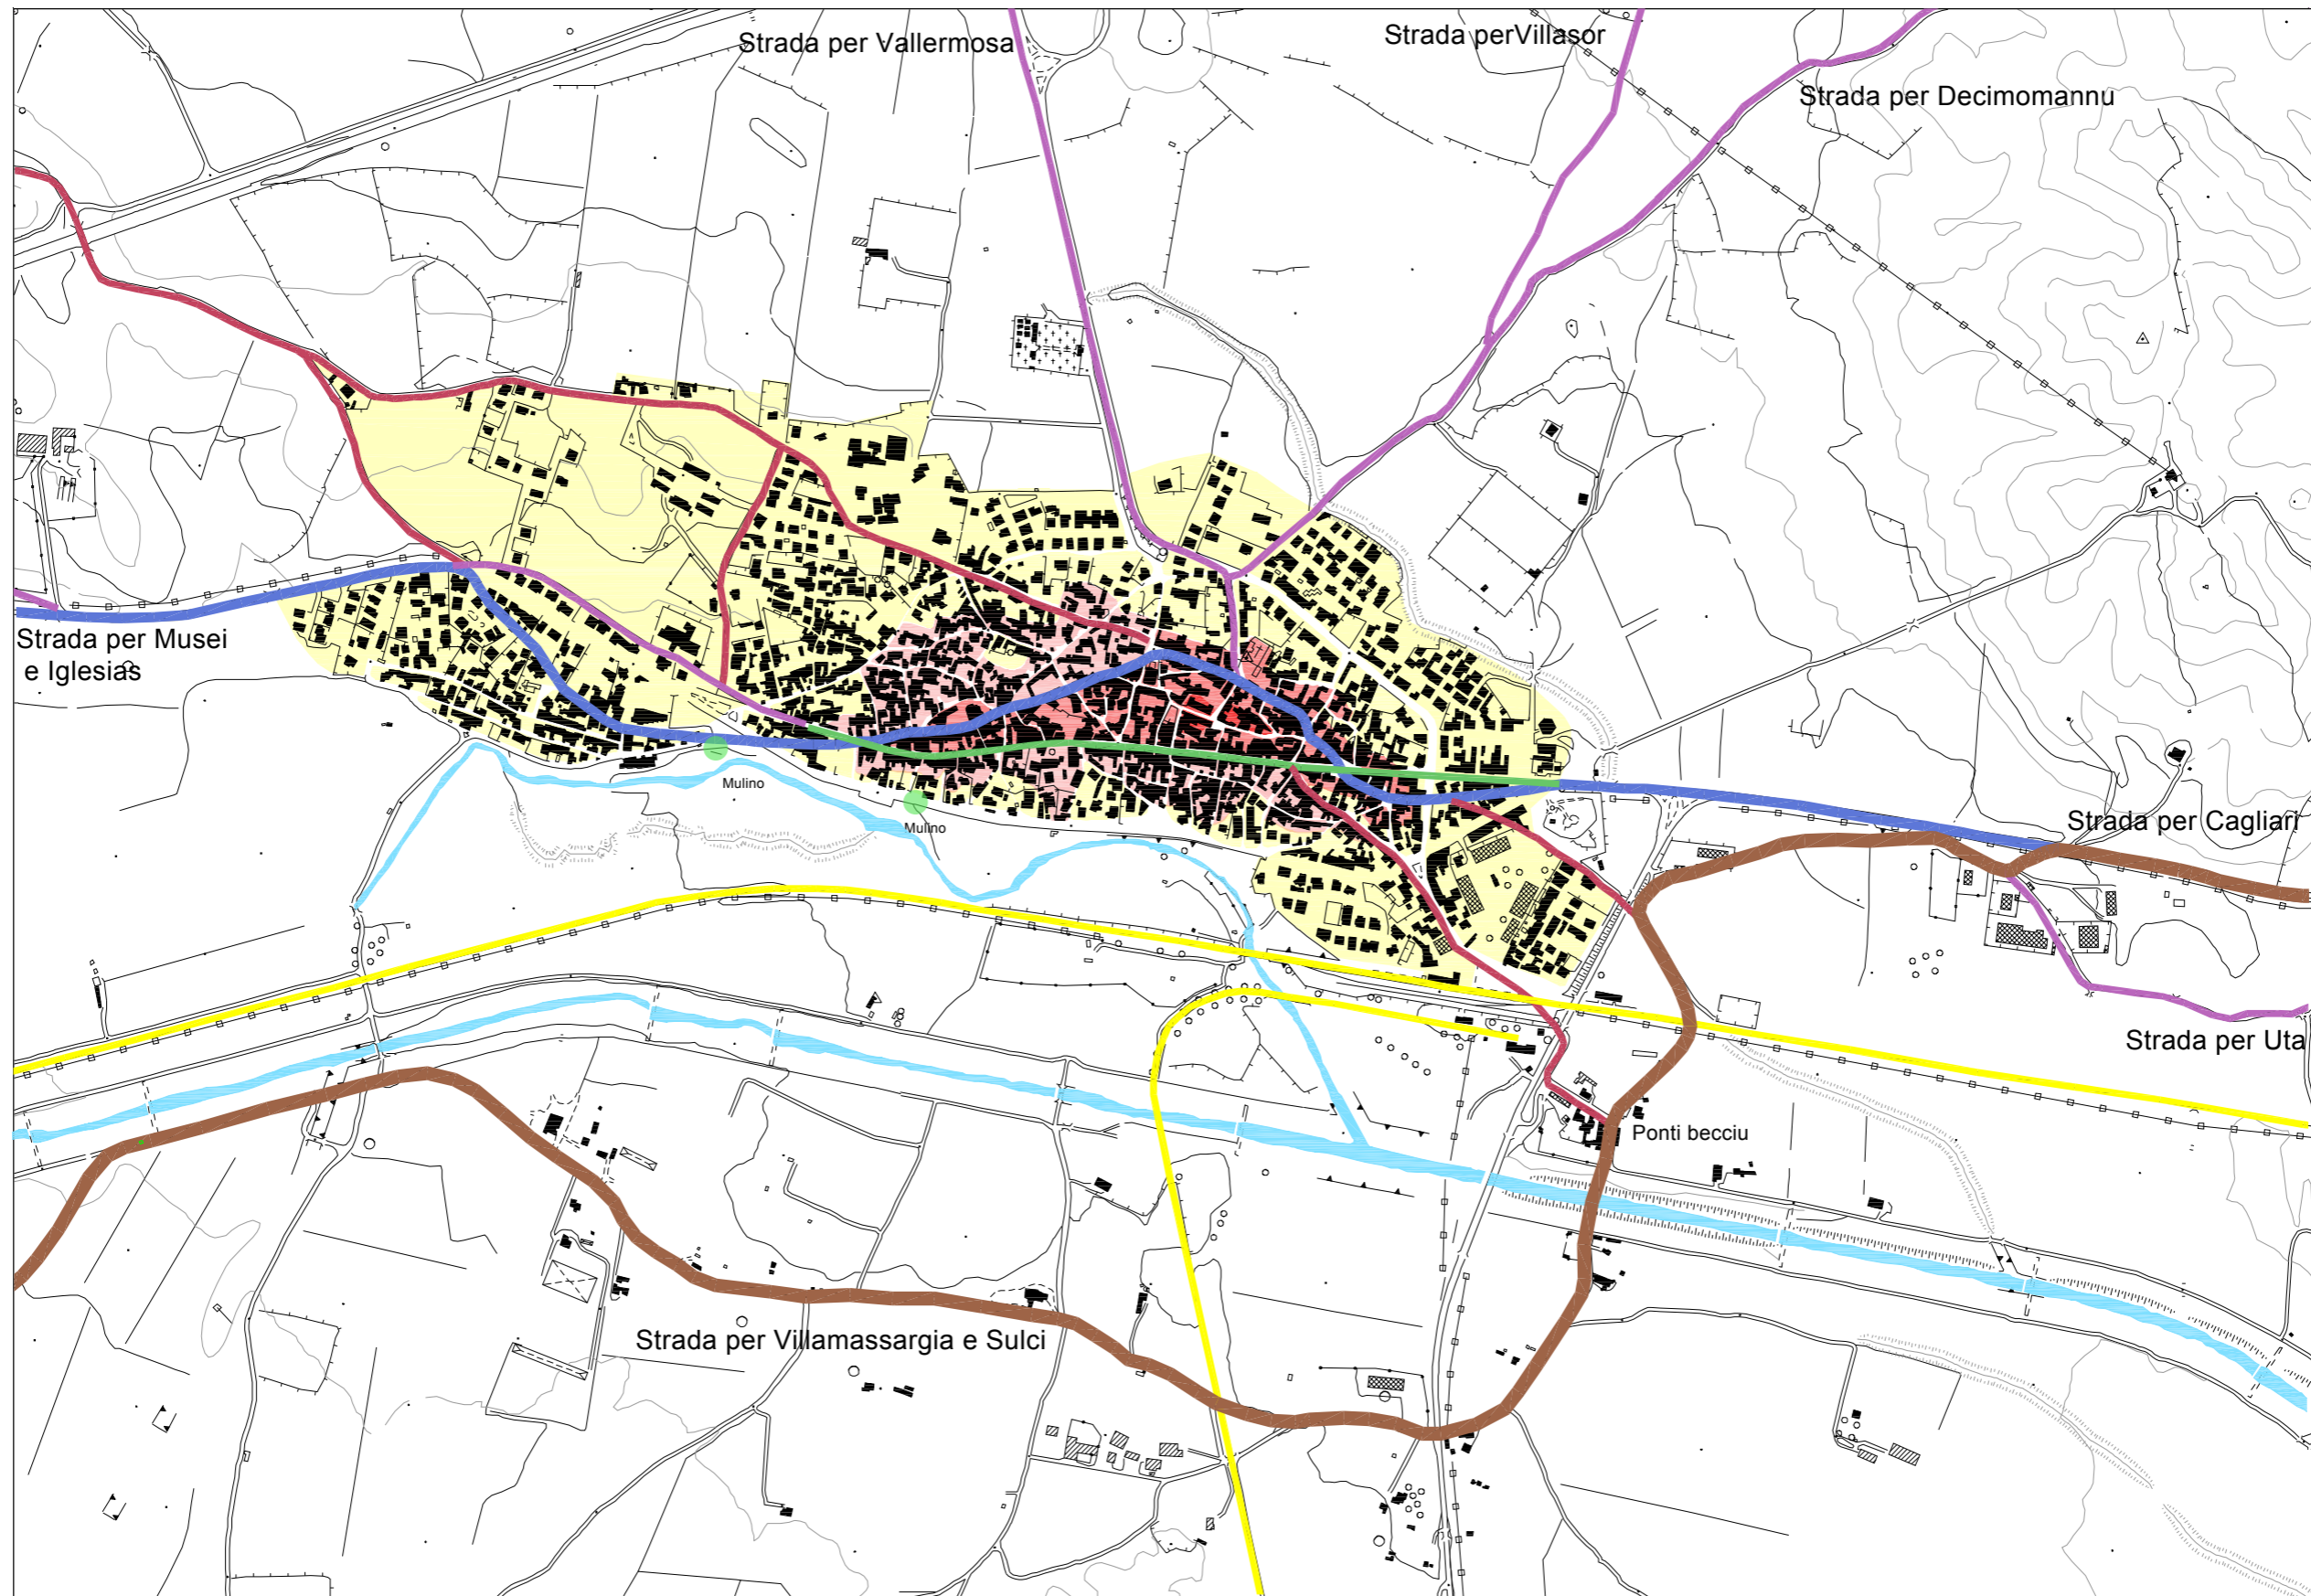 Strada per Vallermosa
Strada perVillasor
Strada per Decimomannu
Strada per Musei
e Iglesias
Mulino
Mulino
Strada per Cagliari
Strada per Uta
Ponti becciu
Strada per Villamassargia e Sulci